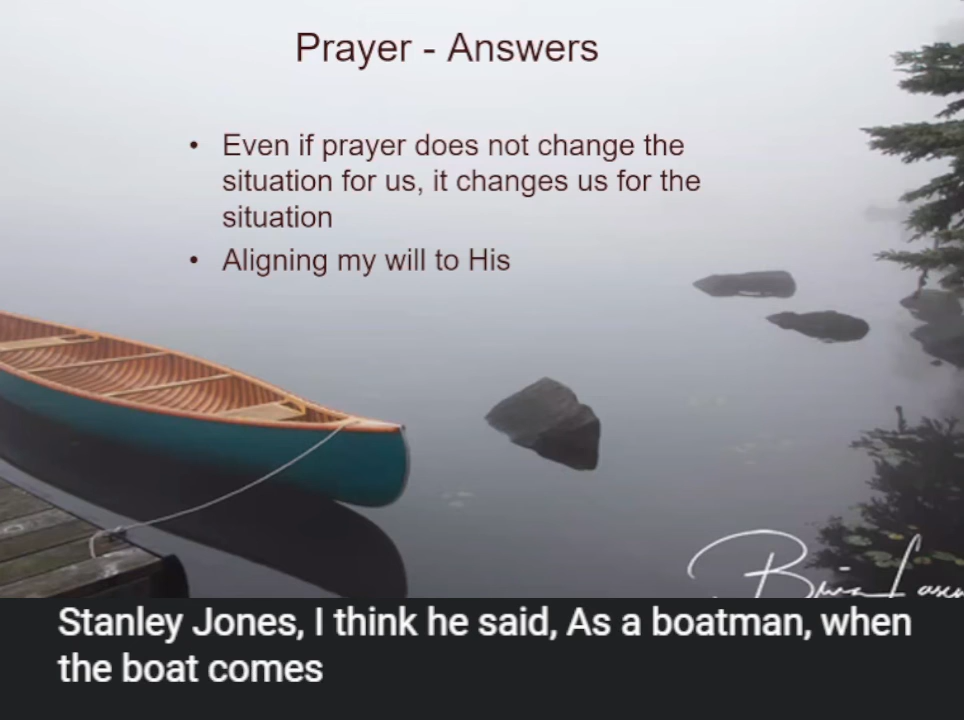 Prayer - Answers
• Even if prayer does not change the
situation for us, it changes us for the
situation
• Aligning my will to His
Stanley Jones, I think he said, As a boatman, when
the boat comes